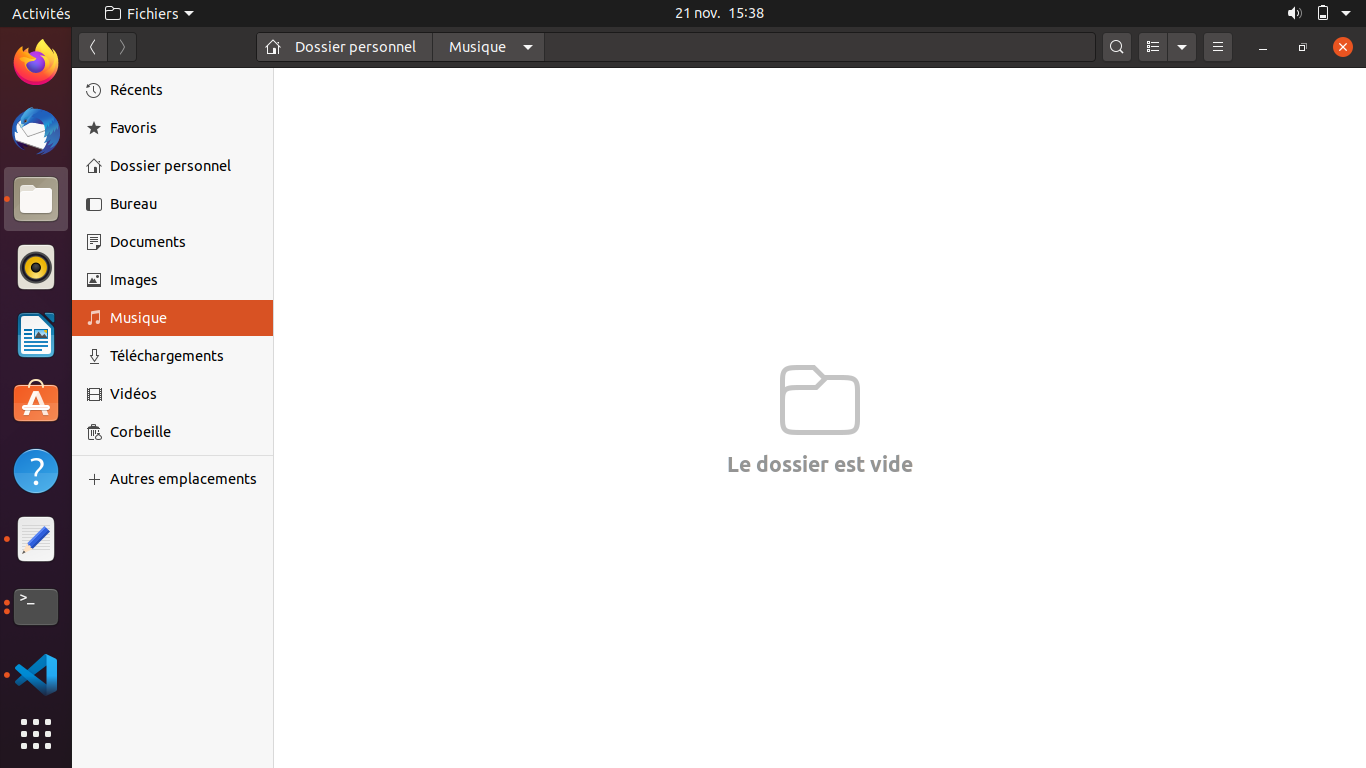 Activités
Fichiers
21 nov. 15:38
Dossier personnel
Musique
Récents
Favoris
Dossier personnel
Bureau
Documents
Images
Musique
Téléchargements
Vidéos
Corbeille
Autres emplacements
Le dossier est vide